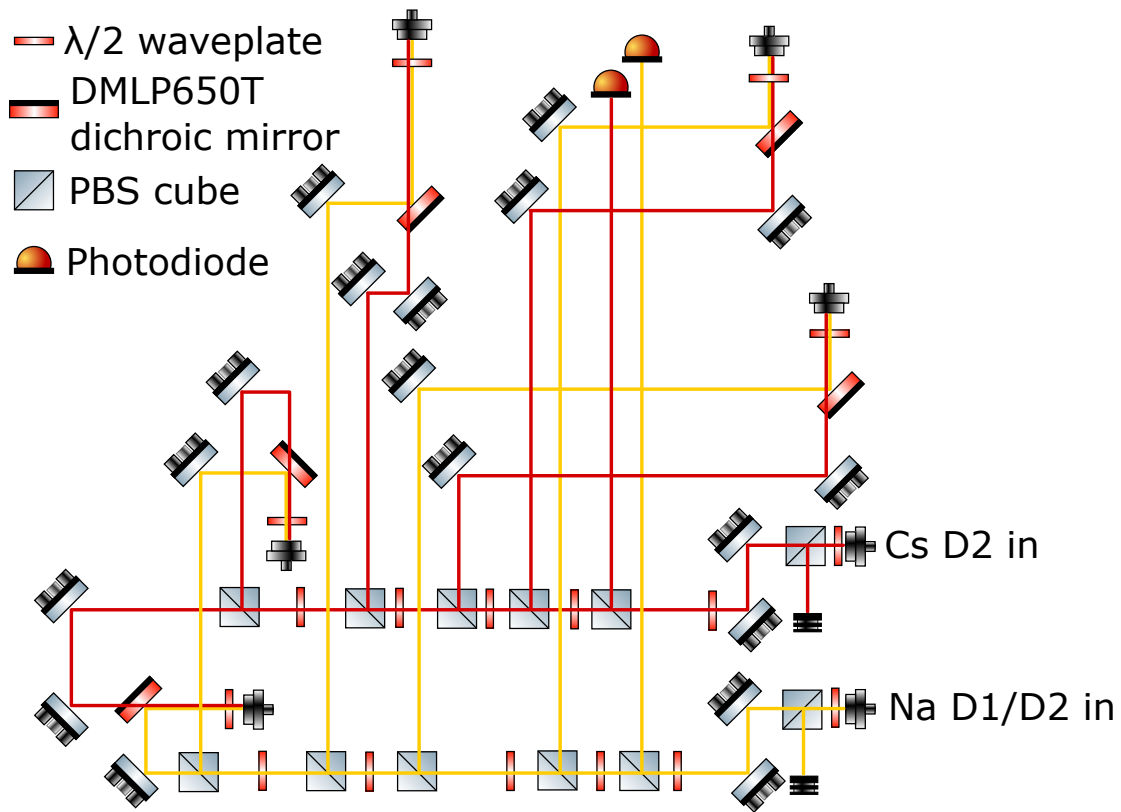 λ/2 waveplate
DMLP650T
dichroic mirror
PBS cube
Photodiode
Cs D2 in
Na D1/D2 in